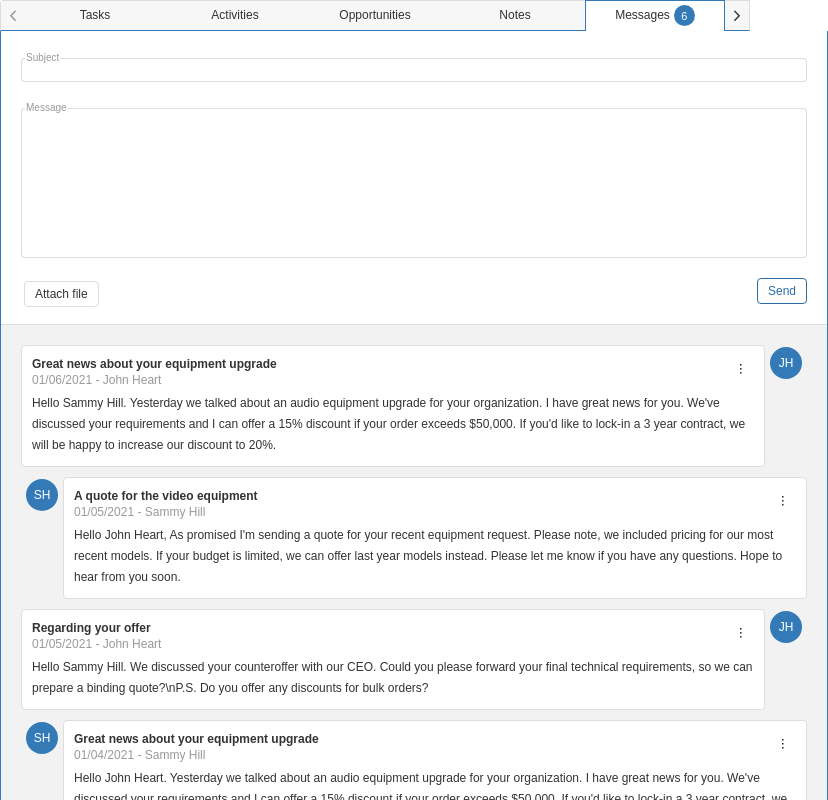 Tasks Activities Opportunities Notes Messages 6
Subject
Message
Attach file Send
Great news about your equipment upgrade
01/06/2021 - John Heart
JH
Hello Sammy Hill. Yesterday we talked about an audio equipment upgrade for your organization. I have great news for you. We've
discussed your requirements and I can offer a 15% discount if your order exceeds $50,000. If you'd like to lock-in a 3 year contract, we
will be happy to increase our discount to 20%.
SH
A quote for the video equipment
01/05/2021 - Sammy Hill
Hello John Heart, As promised I'm sending a quote for your recent equipment request. Please note, we included pricing for our most
recent models. If your budget is limited, we can offer last year models instead. Please let me know if you have any questions. Hope to
hear from you soon.
Regarding your offer
01/05/2021 - John Heart
JH
Hello Sammy Hill. We discussed your counteroffer with our CEO. Could you please forward your final technical requirements, so we can
prepare a binding quote?\nP.S. Do you offer any discounts for bulk orders?
SH
Great news about your equipment upgrade
01/04/2021 - Sammy Hill
Hello John Heart. Yesterday we talked about an audio equipment upgrade for your organization. I have great news for you. We've
discussed your requirements and I can offer a 15% discount if your order exceeds $50,000. If you'd like to lock-in a 3 year contract, we